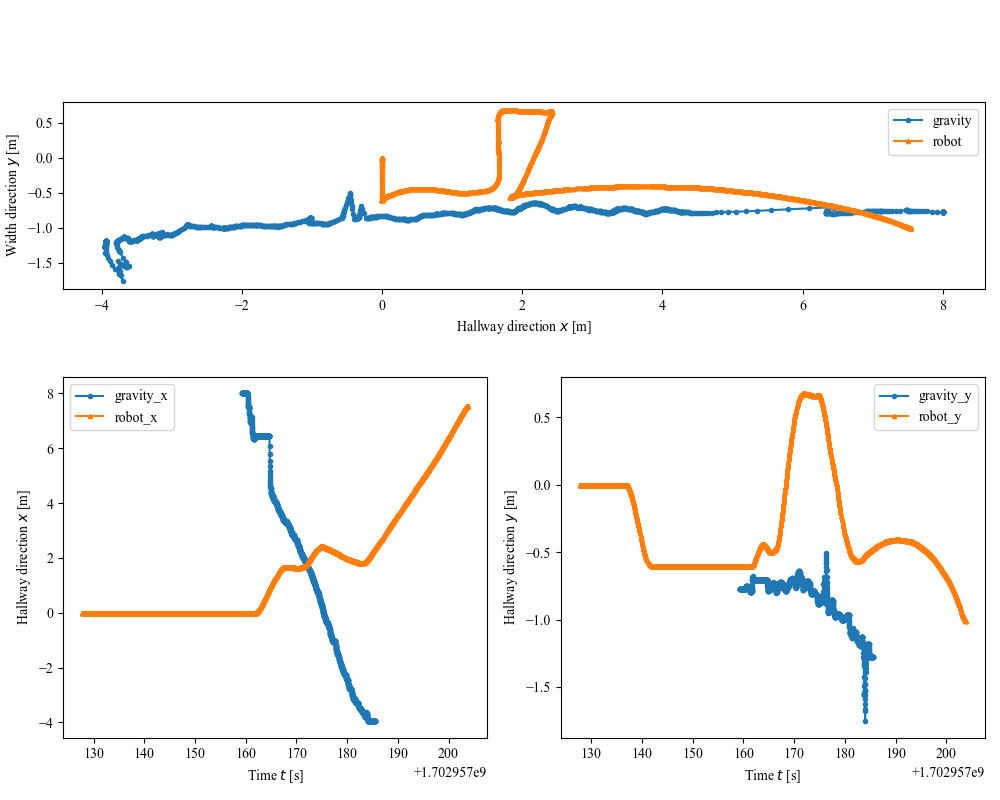 gravity
robot
Width direction y [m]
0.5
0.0
−0.5
−1.0
−1.5
−4
−2
0
2
4
6
8
Hallway direction x [m]
gravity_x
robot_x
Hallway direction x [m]
8
6
4
2
0
−2
−4
130
140
150
160
170
180
190
200
Time t [s]
+1.702957e9
gravity_y
robot_y
Hallway direction y [m]
0.5
0.0
−0.5
−1.0
−1.5
130
140
150
160
170
180
190
200
Time t [s]
+1.702957e9